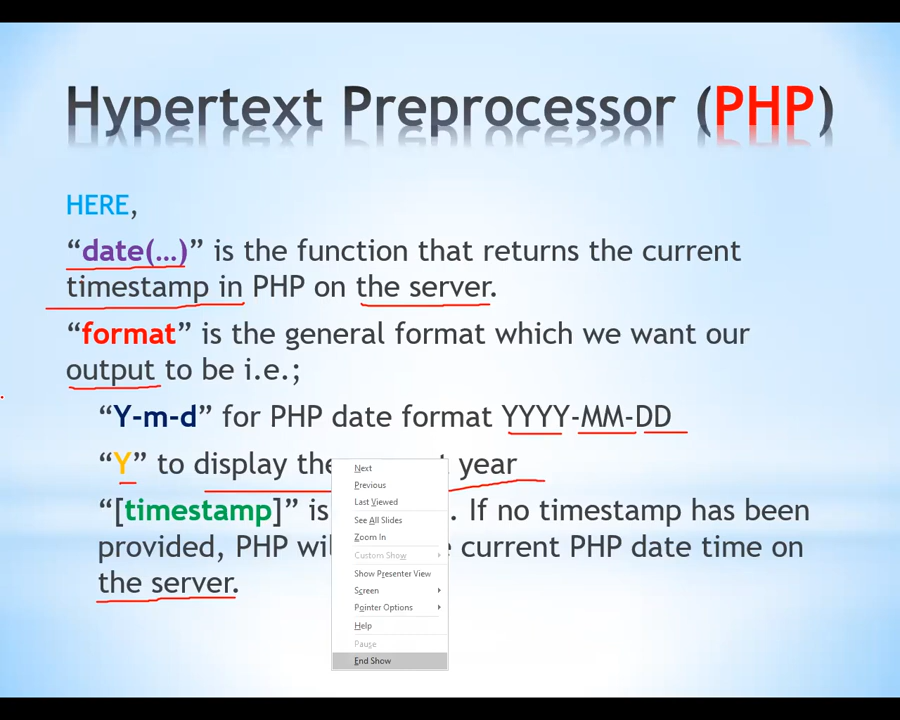 Hypertext Preprocessor (PHP)
HERE,
“date(…)” is the function that returns the current
timestamp in PHP on the server.
“format” is the general format which we want our
output to be i.e.;
“Y-m-d” for PHP date format YYYY-MM-DD
“Y” to display the year
“[timestamp]” is . If no timestamp has been
provided, PHP current PHP date time on
the server.
Next
Previous
Last Viewed
See All Slides
Zoom In
Custom Show
Show Presenter View
Screen
Pointer Options
Help
Pause
End Show